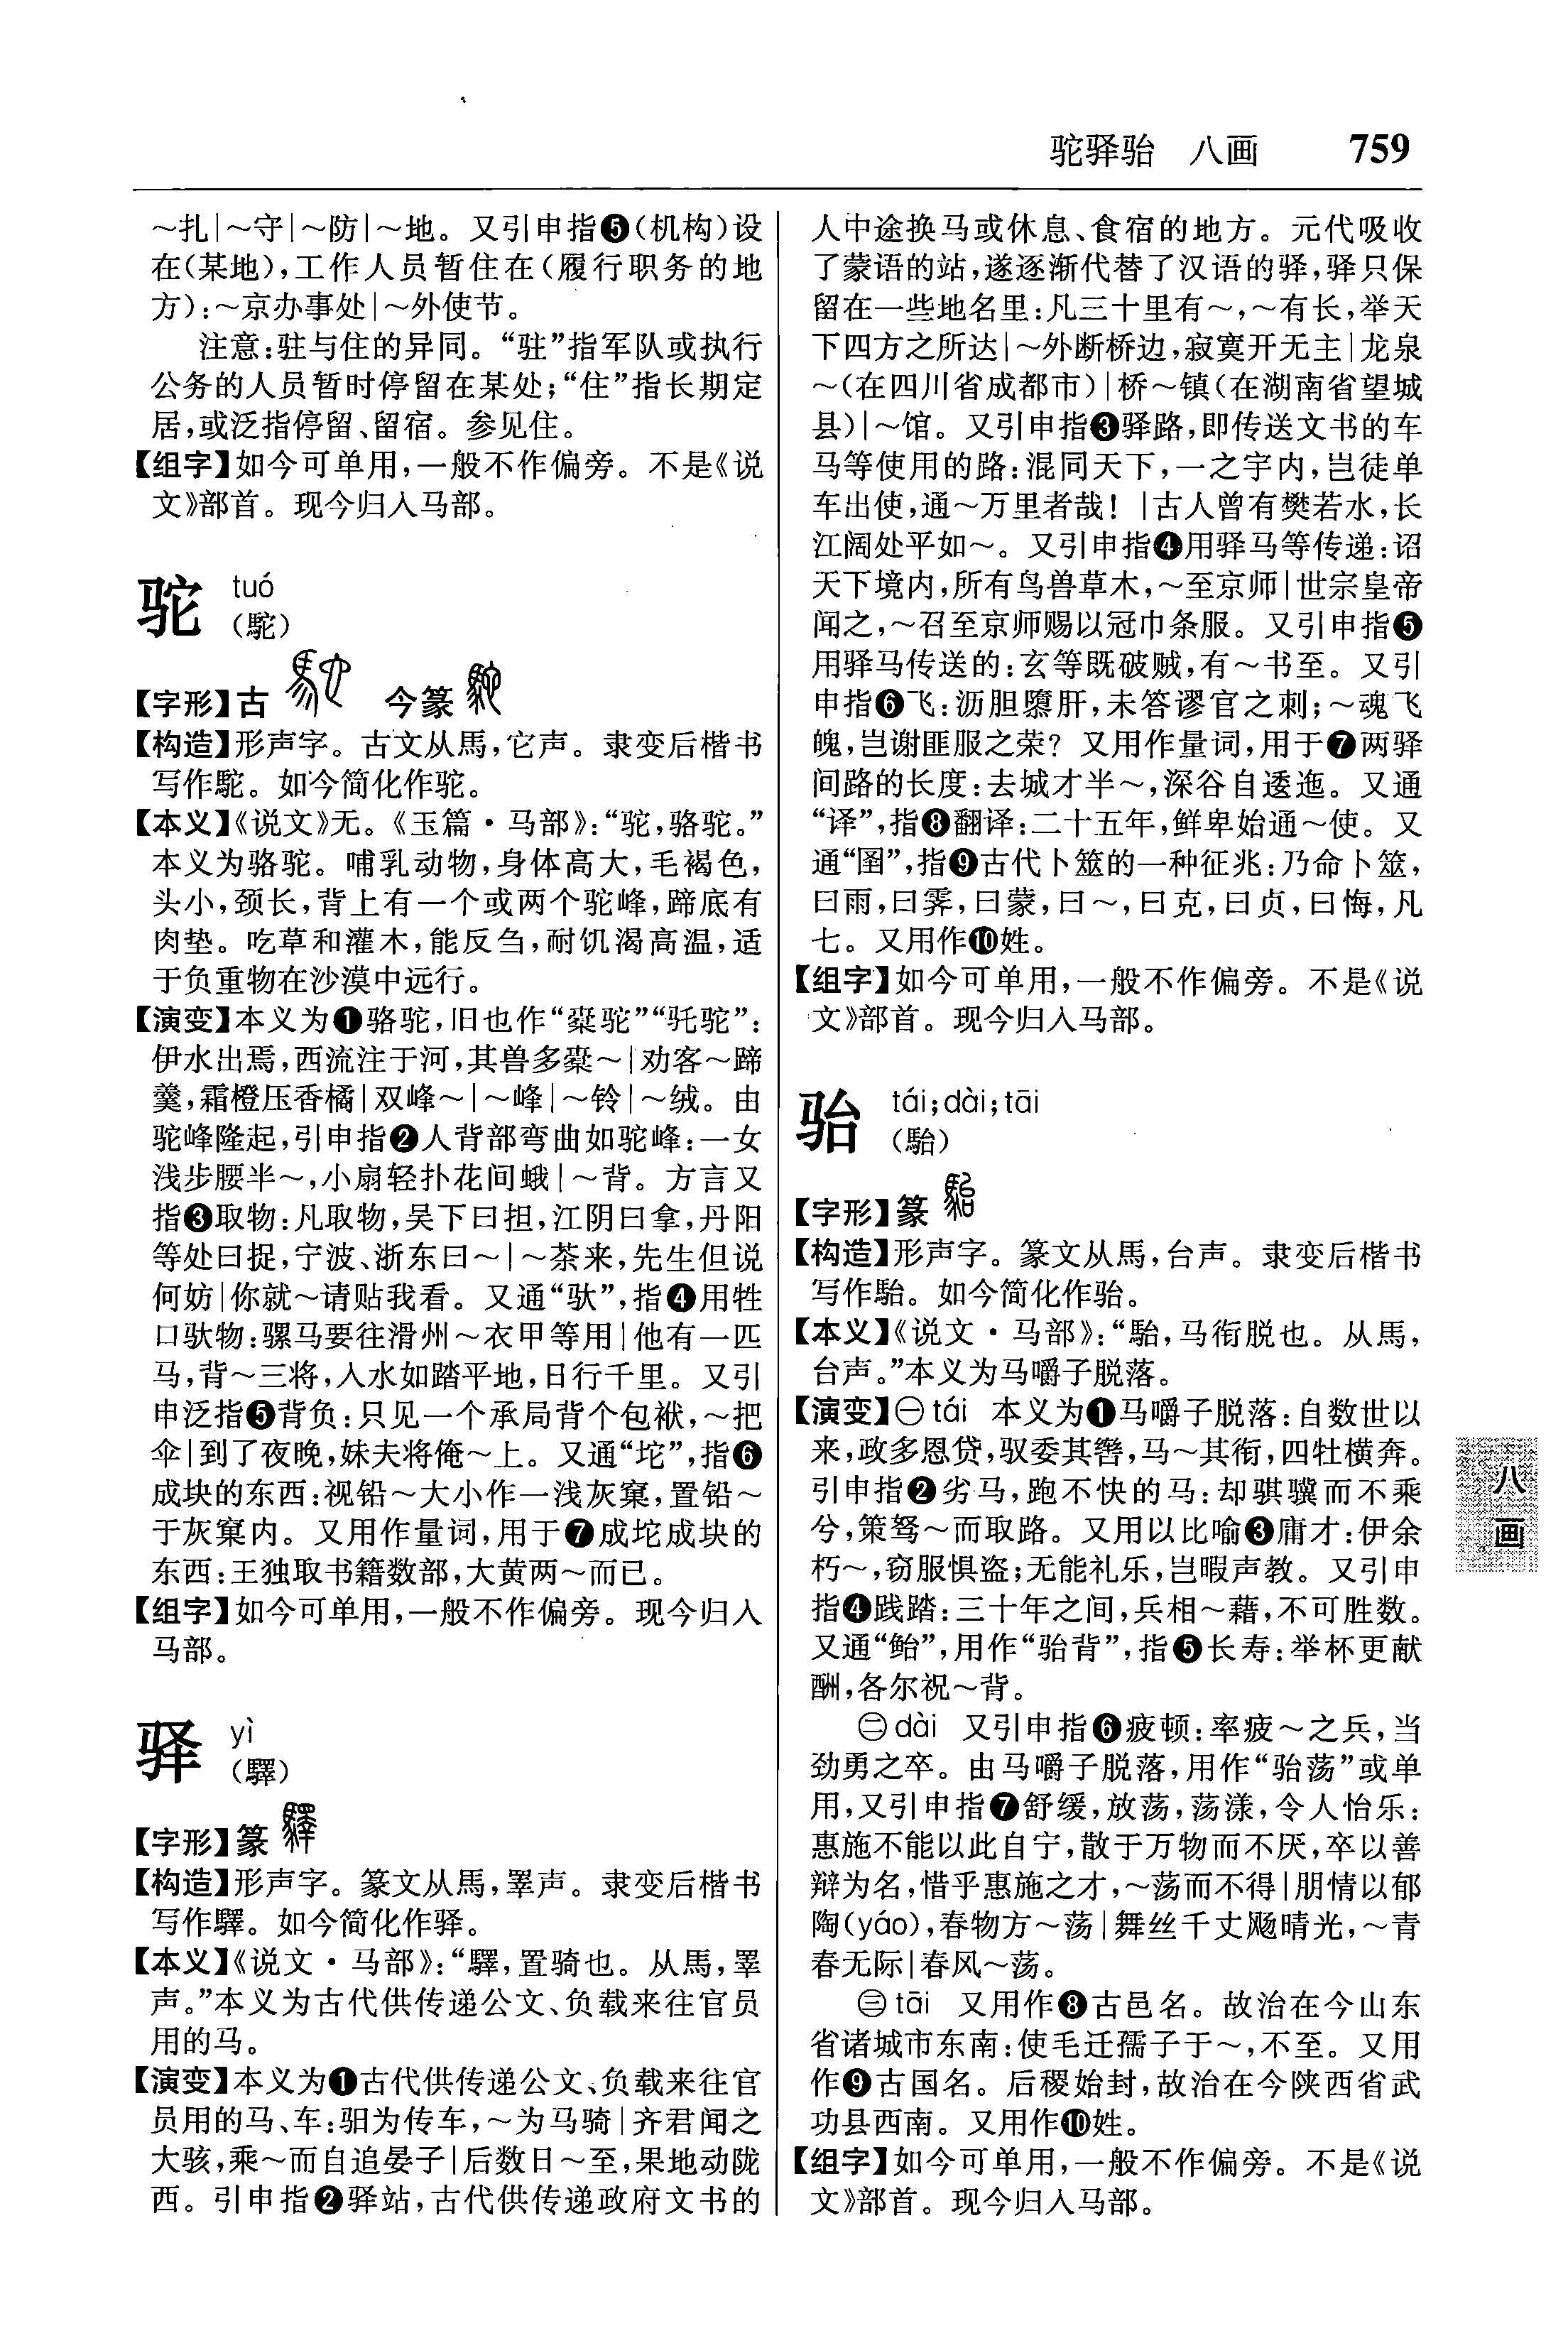 驼驿骀　八画　759
～扎|～守|～防|～地。又引申指❺(机构)设
在(某地),工作人员暂住在(履行职务的地
方):～京办事处|～外使节。
注意:驻与住的异同。“驻”指军队或执行
公务的人员暂时停留在某处;“住”指长期定
居,或泛指停留、留宿。参见住。
【组字】如今可单用,一般不作偏旁。不是《说
文》部首。现今归入马部。
驼 tuó
(駝)
【字形】古　今篆
【构造】形声字。古文从馬,它声。隶变后楷书
写作駝。如今简化作驼。
【本义】《说文》无。《玉篇·马部》:“驼,骆驼。”
本义为骆驼。哺乳动物,身体高大,毛褐色,
头小,颈长,背上有一个或两个驼峰,蹄底有
肉垫。吃草和灌木,能反刍,耐饥渴高温,适
于负重物在沙漠中远行。
【演变】本义为❶骆驼,旧也作“橐驼”“驼”:
伊水出焉,西流注于河,其兽多橐～|劝客～蹄
羹,霜橙压香橘|双峰～|～峰|～铃|～绒。由
驼峰隆起,引申指❷人背部弯曲如驼峰:一女
浅步腰半～,小扇轻扑花间蛾|～背。方言又
指❸取物:凡取物,吴下曰担,江阴曰拿,丹阳
等处曰捉,宁波、浙东曰～|～茶来,先生但说
何妨|你就～请贴我看。又通“驮”,指❹用牲
口驮物:骡马要往滑州～衣甲等用|他有一匹
马,背～三将,入水如踏平地,日行千里。又引
申泛指❺背负:只见一个承局背个包袱,～把
伞|到了夜晚,妹夫将俺～上。又通“坨”,指❻
成块的东西:视铅～大小作一浅灰窠,置铅～
于灰窠内。又用作量词,用于❼成坨成块的
东西:王独取书籍数部,大黄两～而已。
【组字】如今可单用,一般不作偏旁。现今归入
马部。
驿 yì
(驛)
【字形】篆
【构造】形声字。篆文从馬,睪声。隶变后楷书
写作驛。如今简化作驿。
【本义】《说文·马部》:“驛,置骑也。从馬,睪
声。”本义为古代供传递公文、负载来往官员
用的马。
【演变】本义为❶古代供传递公文、负载来往官
员用的马、车:驲为传车,～为马骑|齐君闻之
大骇,乘～而自追晏子|后数日～至,果地动陇
西。引申指❷驿站,古代供传递政府文书的
人中途换马或休息、食宿的地方。元代吸收
了蒙语的站,遂逐渐代替了汉语的驿,驿只保
留在一些地名里:凡三十里有～,～有长,举天
下四方之所达|～外断桥边,寂寞开无主|龙泉
～(在四川省成都市)|桥～镇(在湖南省望城
县)|～馆。又引申指❸驿路,即传送文书的车
马等使用的路:混同天下,一之宇内,岂徒单
车出使,通～万里者哉!|古人曾有樊若水,长
江阔处平如～。又引申指❹用驿马等传递:诏
天下境内,所有鸟兽草木,～至京师|世宗皇帝
闻之,～召至京师赐以冠巾条服。又引申指❺
用驿马传送的:玄等既破贼,有～书至。又引
申指❻飞:沥胆隳肝,未答谬官之刺;～魂飞
魄,岂谢匪服之荣?又用作量词,用于❼两驿
间路的长度:去城才半～,深谷自逶迤。又通
“译”,指❽翻译:二十五年,鲜卑始通～使。又
通“圛”,指❾古代卜筮的一种征兆:乃命卜筮,
曰雨,曰霁,曰蒙,曰～,曰克,曰贞,曰悔,凡
七。又用作❿姓。
【组字】如今可单用,一般不作偏旁。不是《说
文》部首。现今归入马部。
骀 tái;dài;tāi
(駘)
【字形】篆
【构造】形声字。篆文从馬,台声。隶变后楷书
写作駘。如今简化作骀。
【本义】《说文·马部》:“駘,马衔脱也。从馬,
台声。”本义为马嚼子脱落。
【演变】㊀tái　本义为❶马嚼子脱落:自数世以
来,政多恩贷,驭委其辔,马～其衔,四牡横奔。
引申指❷劣马,跑不快的马:却骐骥而不乘
兮,策驽～而取路。又用以比喻❸庸才:伊余
朽～,窃服惧盗;无能礼乐,岂暇声教。又引申
指❹践踏:三十年之间,兵相～藉,不可胜数。
又通“鲐”,用作“骀背”,指❺长寿:举杯更献
酬,各尔祝～背。
㊁dài　又引申指❻疲顿:率疲～之兵,当
劲勇之卒。由马嚼子脱落,用作“骀荡”或单
用,又引申指❼舒缓,放荡,荡漾,令人怡乐:
惠施不能以此自宁,散于万物而不厌,卒以善
辩为名,惜乎惠施之才,～荡而不得|朋情以郁
陶(yáo),春物方～荡|舞丝千丈飏晴光,～青
春无际|春风～荡。
㊂tāi　又用作❽古邑名。故治在今山东
省诸城市东南:使毛迁孺子于～,不至。又用
作❾古国名。后稷始封,故治在今陕西省武
功县西南。又用作❿姓。
【组字】如今可单用,一般不作偏旁。不是《说
文》部首。现今归入马部。
八
画